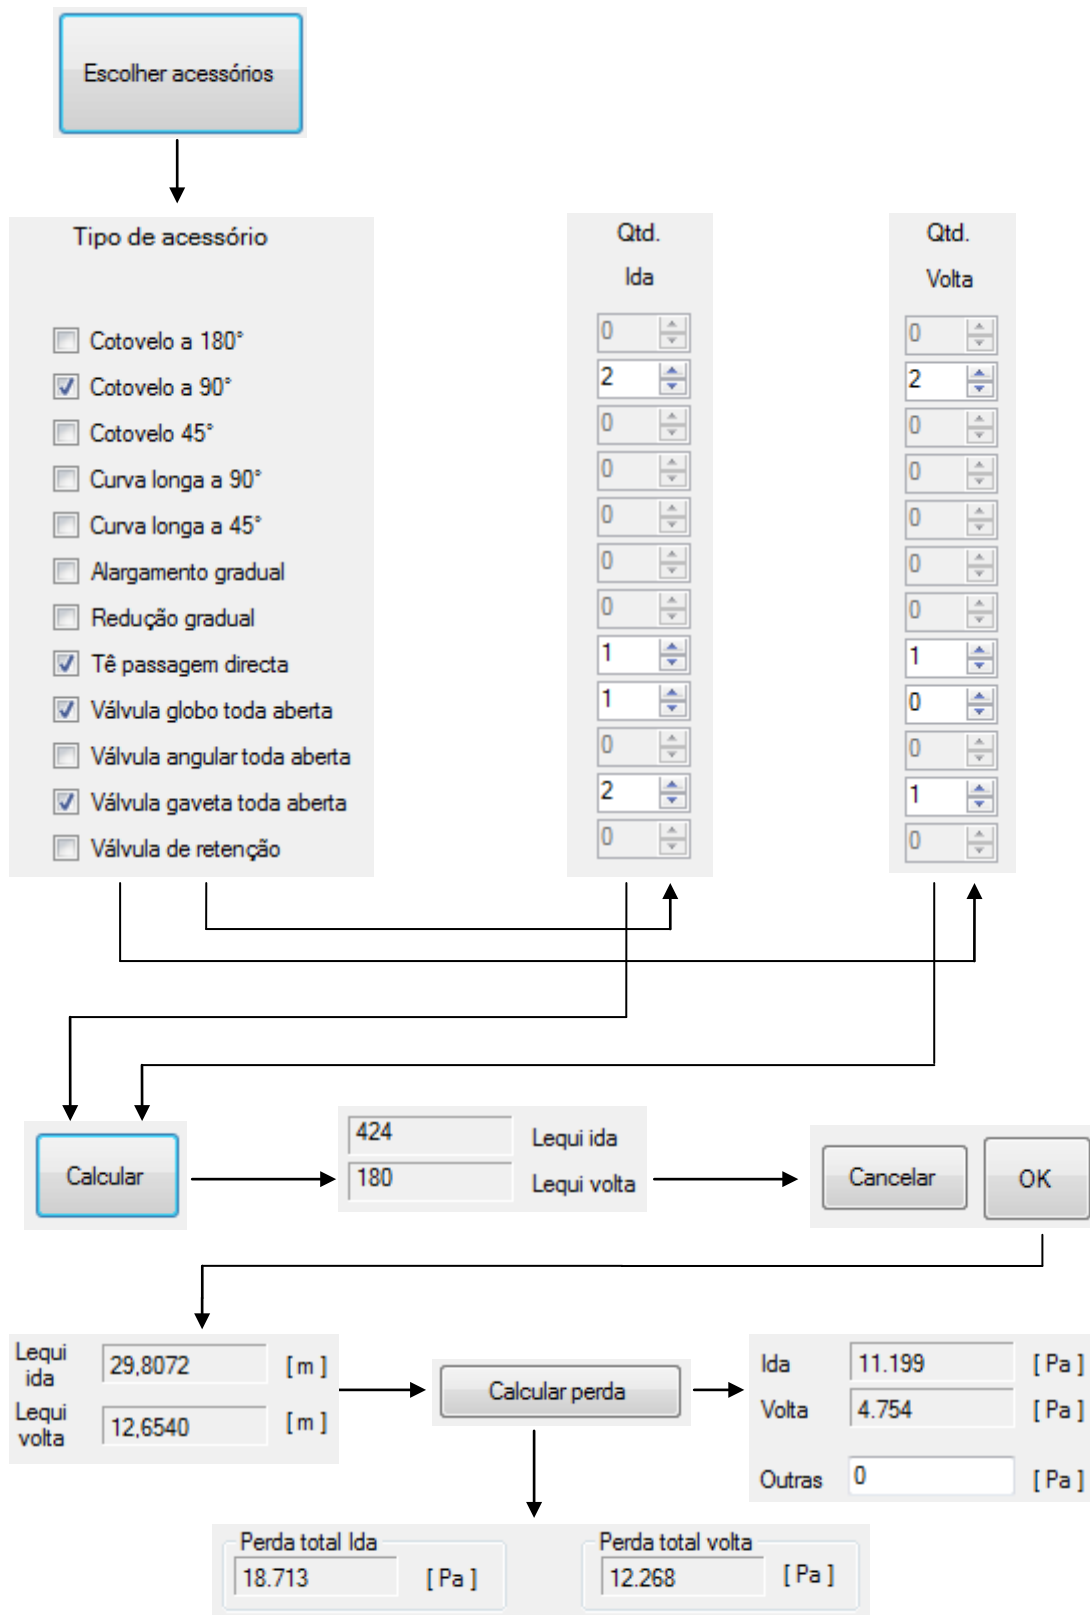 Escolher acessórios
Tipo de acessório
Qtd.
Ida
Qtd.
Volta
Cotovelo a 180° 0 0
Cotovelo a 90° 2 2
Cotovelo 45° 0 0
Curva longa a 90° 0 0
Curva longa a 45° 0 0
Alargamento gradual 0 0
Redução gradual 0 0
Tê passagem directa 1 1
Válvula globo toda aberta 1 0
Válvula angular toda aberta 0 0
Válvula gaveta toda aberta 2 1
Válvula de retenção 0 0
Calcular
424 Lequi ida
180 Lequi volta
Cancelar OK
Lequi
ida
29,8072 [ m ]
Lequi
volta
12,6540 [ m ]
Calcular perda
Ida 11.199 [ Pa ]
Volta 4.754 [ Pa ]
Outras 0 [ Pa ]
Perda total Ida
18.713 [ Pa ]
Perda total volta
12.268 [ Pa ]